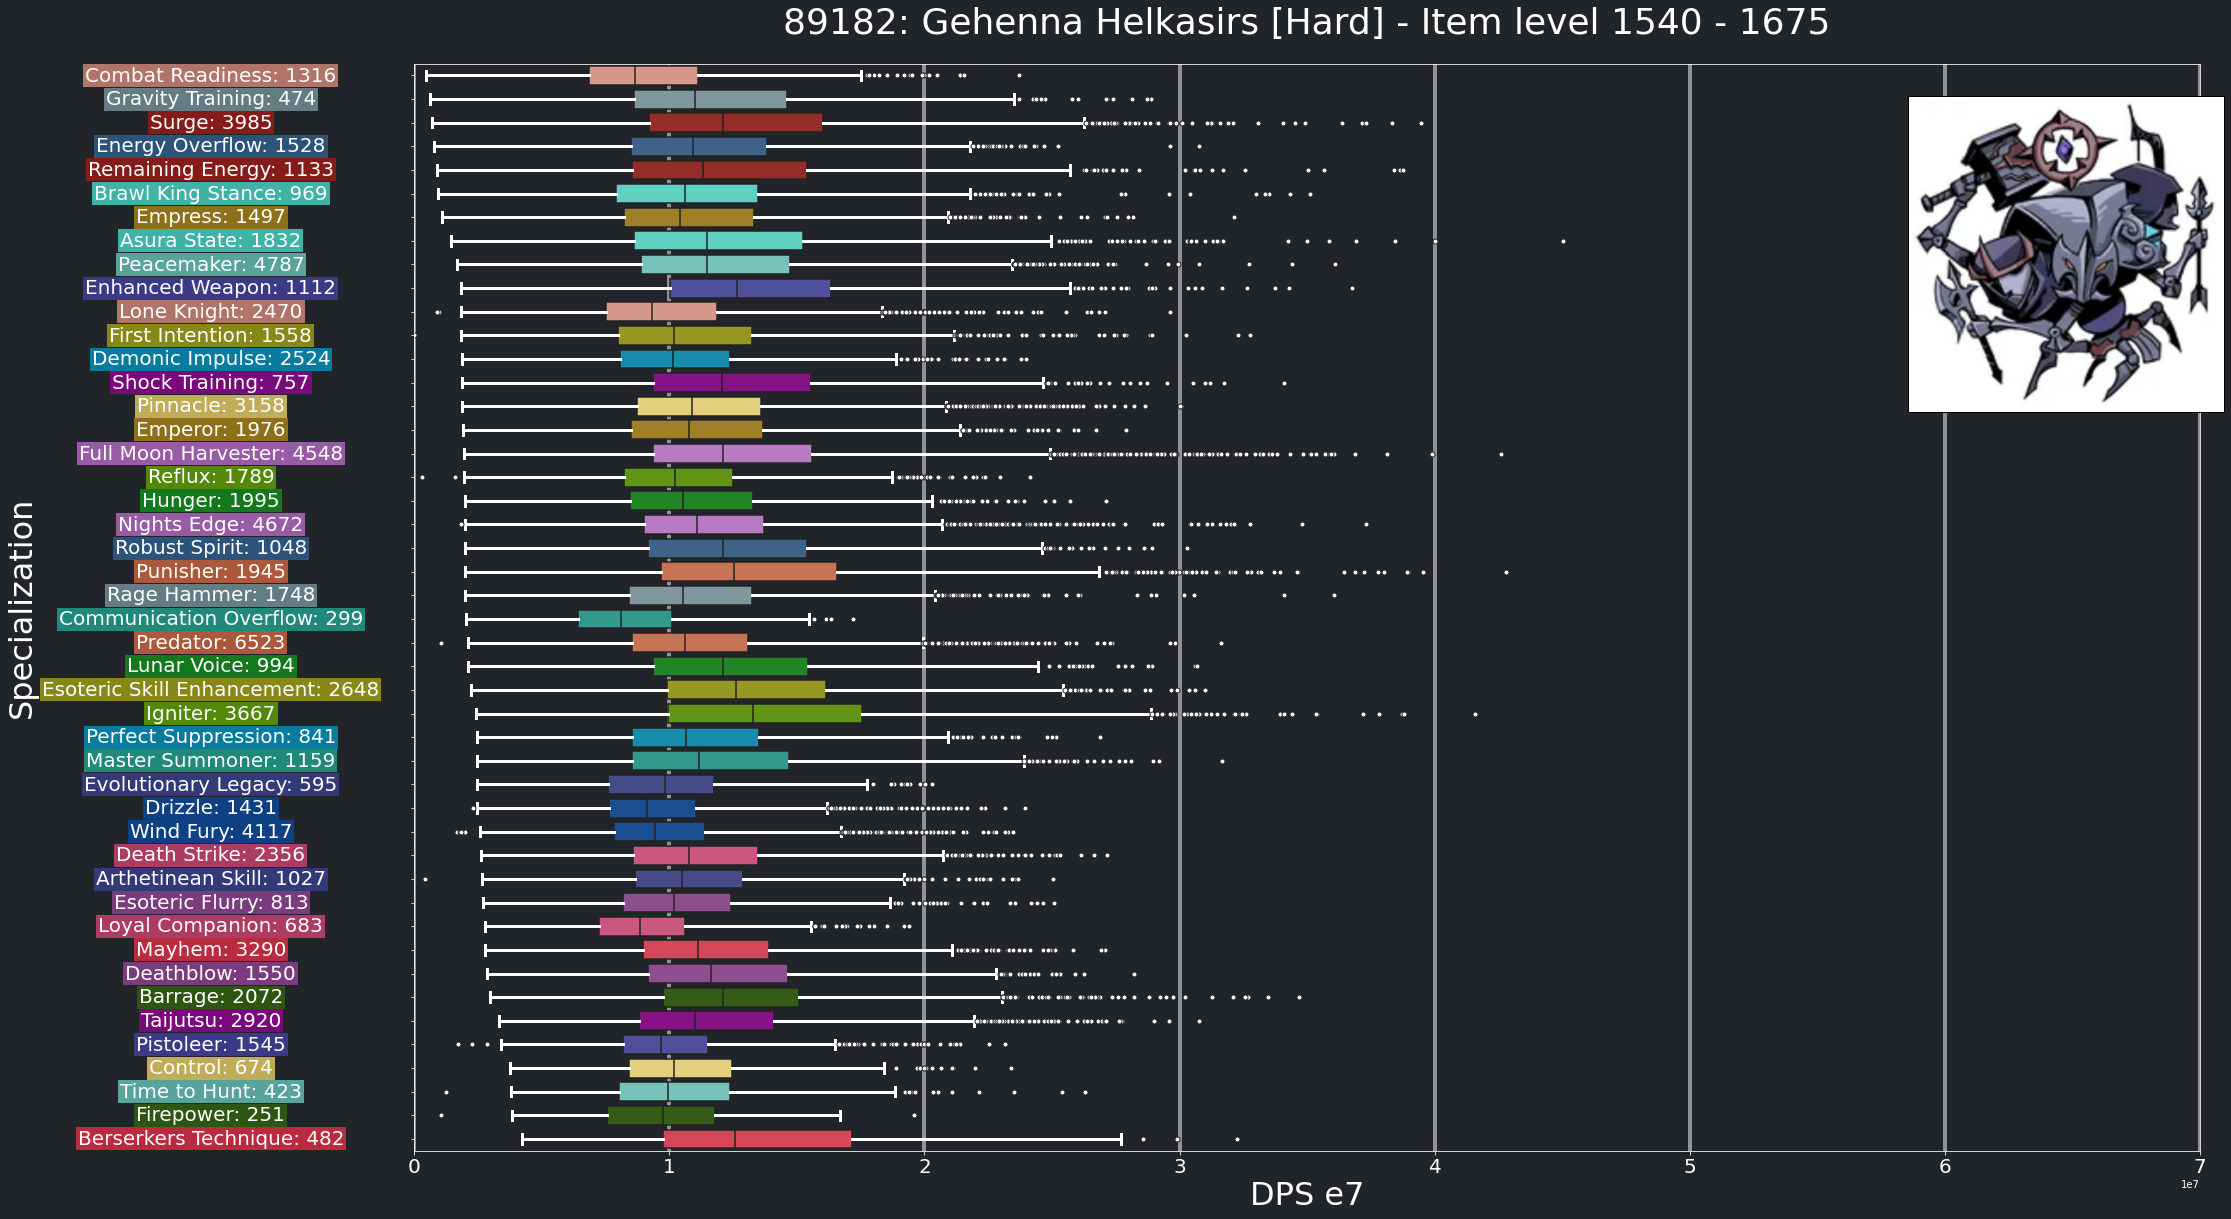 89182: Gehenna Helkasirs [Hard] - Item level 1540 - 1675
Specialization
Combat Readiness: 1316
Gravity Training: 474
Surge: 3985
Energy Overflow: 1528
Remaining Energy: 1133
Brawl King Stance: 969
Empress: 1497
Asura State: 1832
Peacemaker: 4787
Enhanced Weapon: 1112
Lone Knight: 2470
First Intention: 1558
Demonic Impulse: 2524
Shock Training: 757
Pinnacle: 3158
Emperor: 1976
Full Moon Harvester: 4548
Reflux: 1789
Hunger: 1995
Nights Edge: 4672
Robust Spirit: 1048
Punisher: 1945
Rage Hammer: 1748
Communication Overflow: 299
Predator: 6523
Lunar Voice: 994
Esoteric Skill Enhancement: 2648
Igniter: 3667
Perfect Suppression: 841
Master Summoner: 1159
Evolutionary Legacy: 595
Drizzle: 1431
Wind Fury: 4117
Death Strike: 2356
Arthetinean Skill: 1027
Esoteric Flurry: 813
Loyal Companion: 683
Mayhem: 3290
Deathblow: 1550
Barrage: 2072
Taijutsu: 2920
Pistoleer: 1545
Control: 674
Time to Hunt: 423
Firepower: 251
Berserkers Technique: 482
0 1 2 3 4 5 6 7
1e7
DPS e7